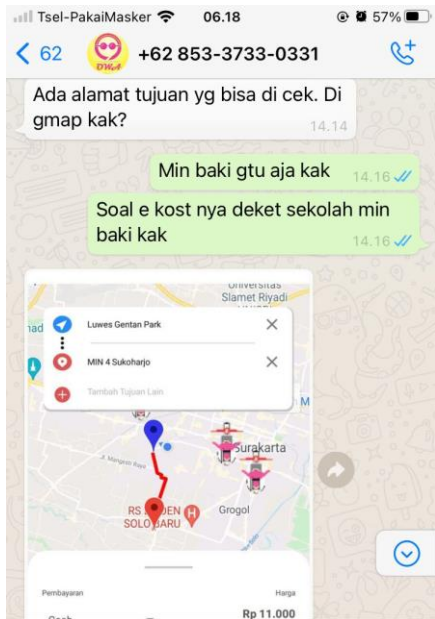 Tsel-PakaiMasker 06.18 57%
62 DWA +62 853-3733-0331
Ada alamat tujuan yg bisa di cek. Di
gmap kak?
14.14
Min baki gtu aja kak 14.16
Soal e kost nya deket sekolah min
baki kak
14.16
Universitas
Slamet Riyadi
Luwes Gentan Park
MIN 4 Sukoharjo
Tambah Tujuan Lain
M
Surakarta
RS
SOLO BARU
Grogol
Pembayaran Harga
Cash Rp 11.000